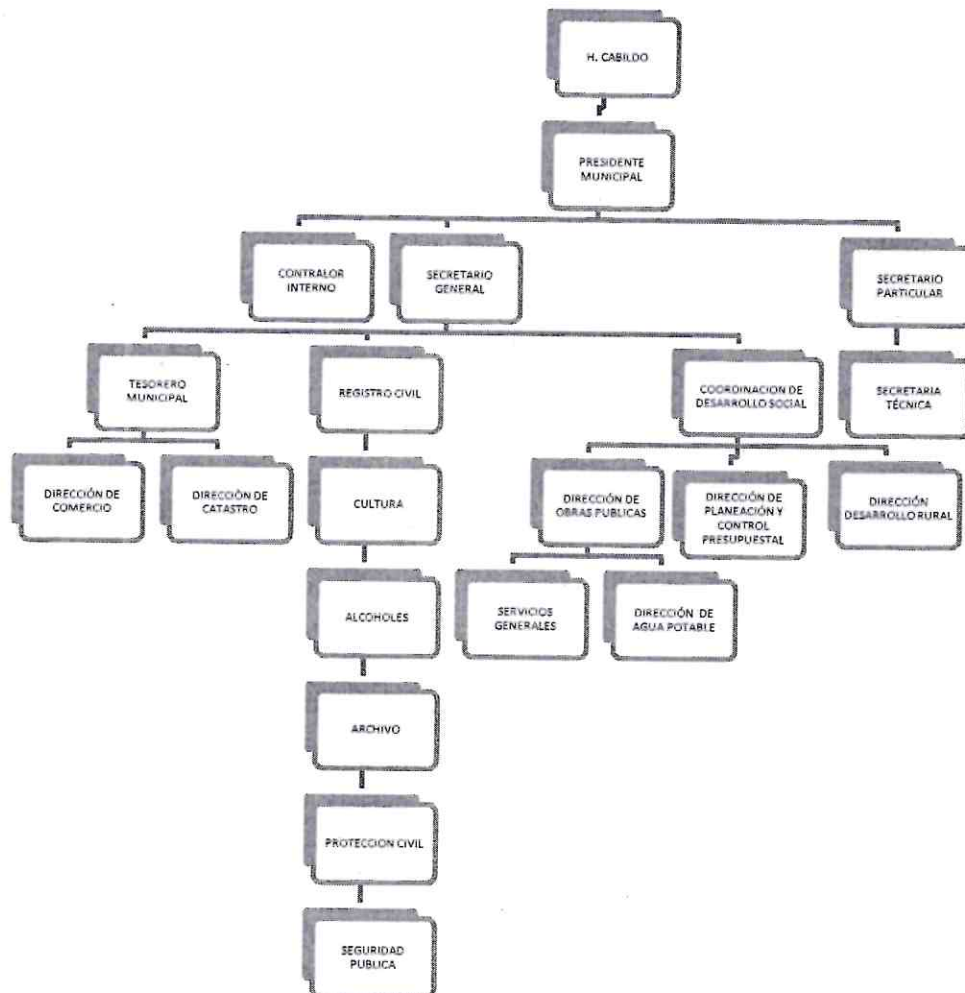 H. CABILDO
PRESIDENTE
MUNICIPAL
CONTRALOR
INTERNO
SECRETARIO
GENERAL
SECRETARIO
PARTICULAR
TESORERO
MUNICIPAL
REGISTRO CIVIL
COORDINACION DE
DESARROLLO SOCIAL
SECRETARIA
TÉCNICA
DIRECCIÓN DE
COMERCIO
DIRECCIÓN DE
CATASTRO
CULTURA
DIRECCIÓN DE
OBRAS PUBLICAS
DIRECCIÓN DE
PLANEACIÓN Y
CONTROL
PRESUPUESTAL
DIRECCIÓN
DESARROLLO RURAL
ALCOHOLES
SERVICIOS
GENERALES
DIRECCIÓN DE
AGUA POTABLE
ARCHIVO
PROTECCION CIVIL
SEGURIDAD
PUBLICA